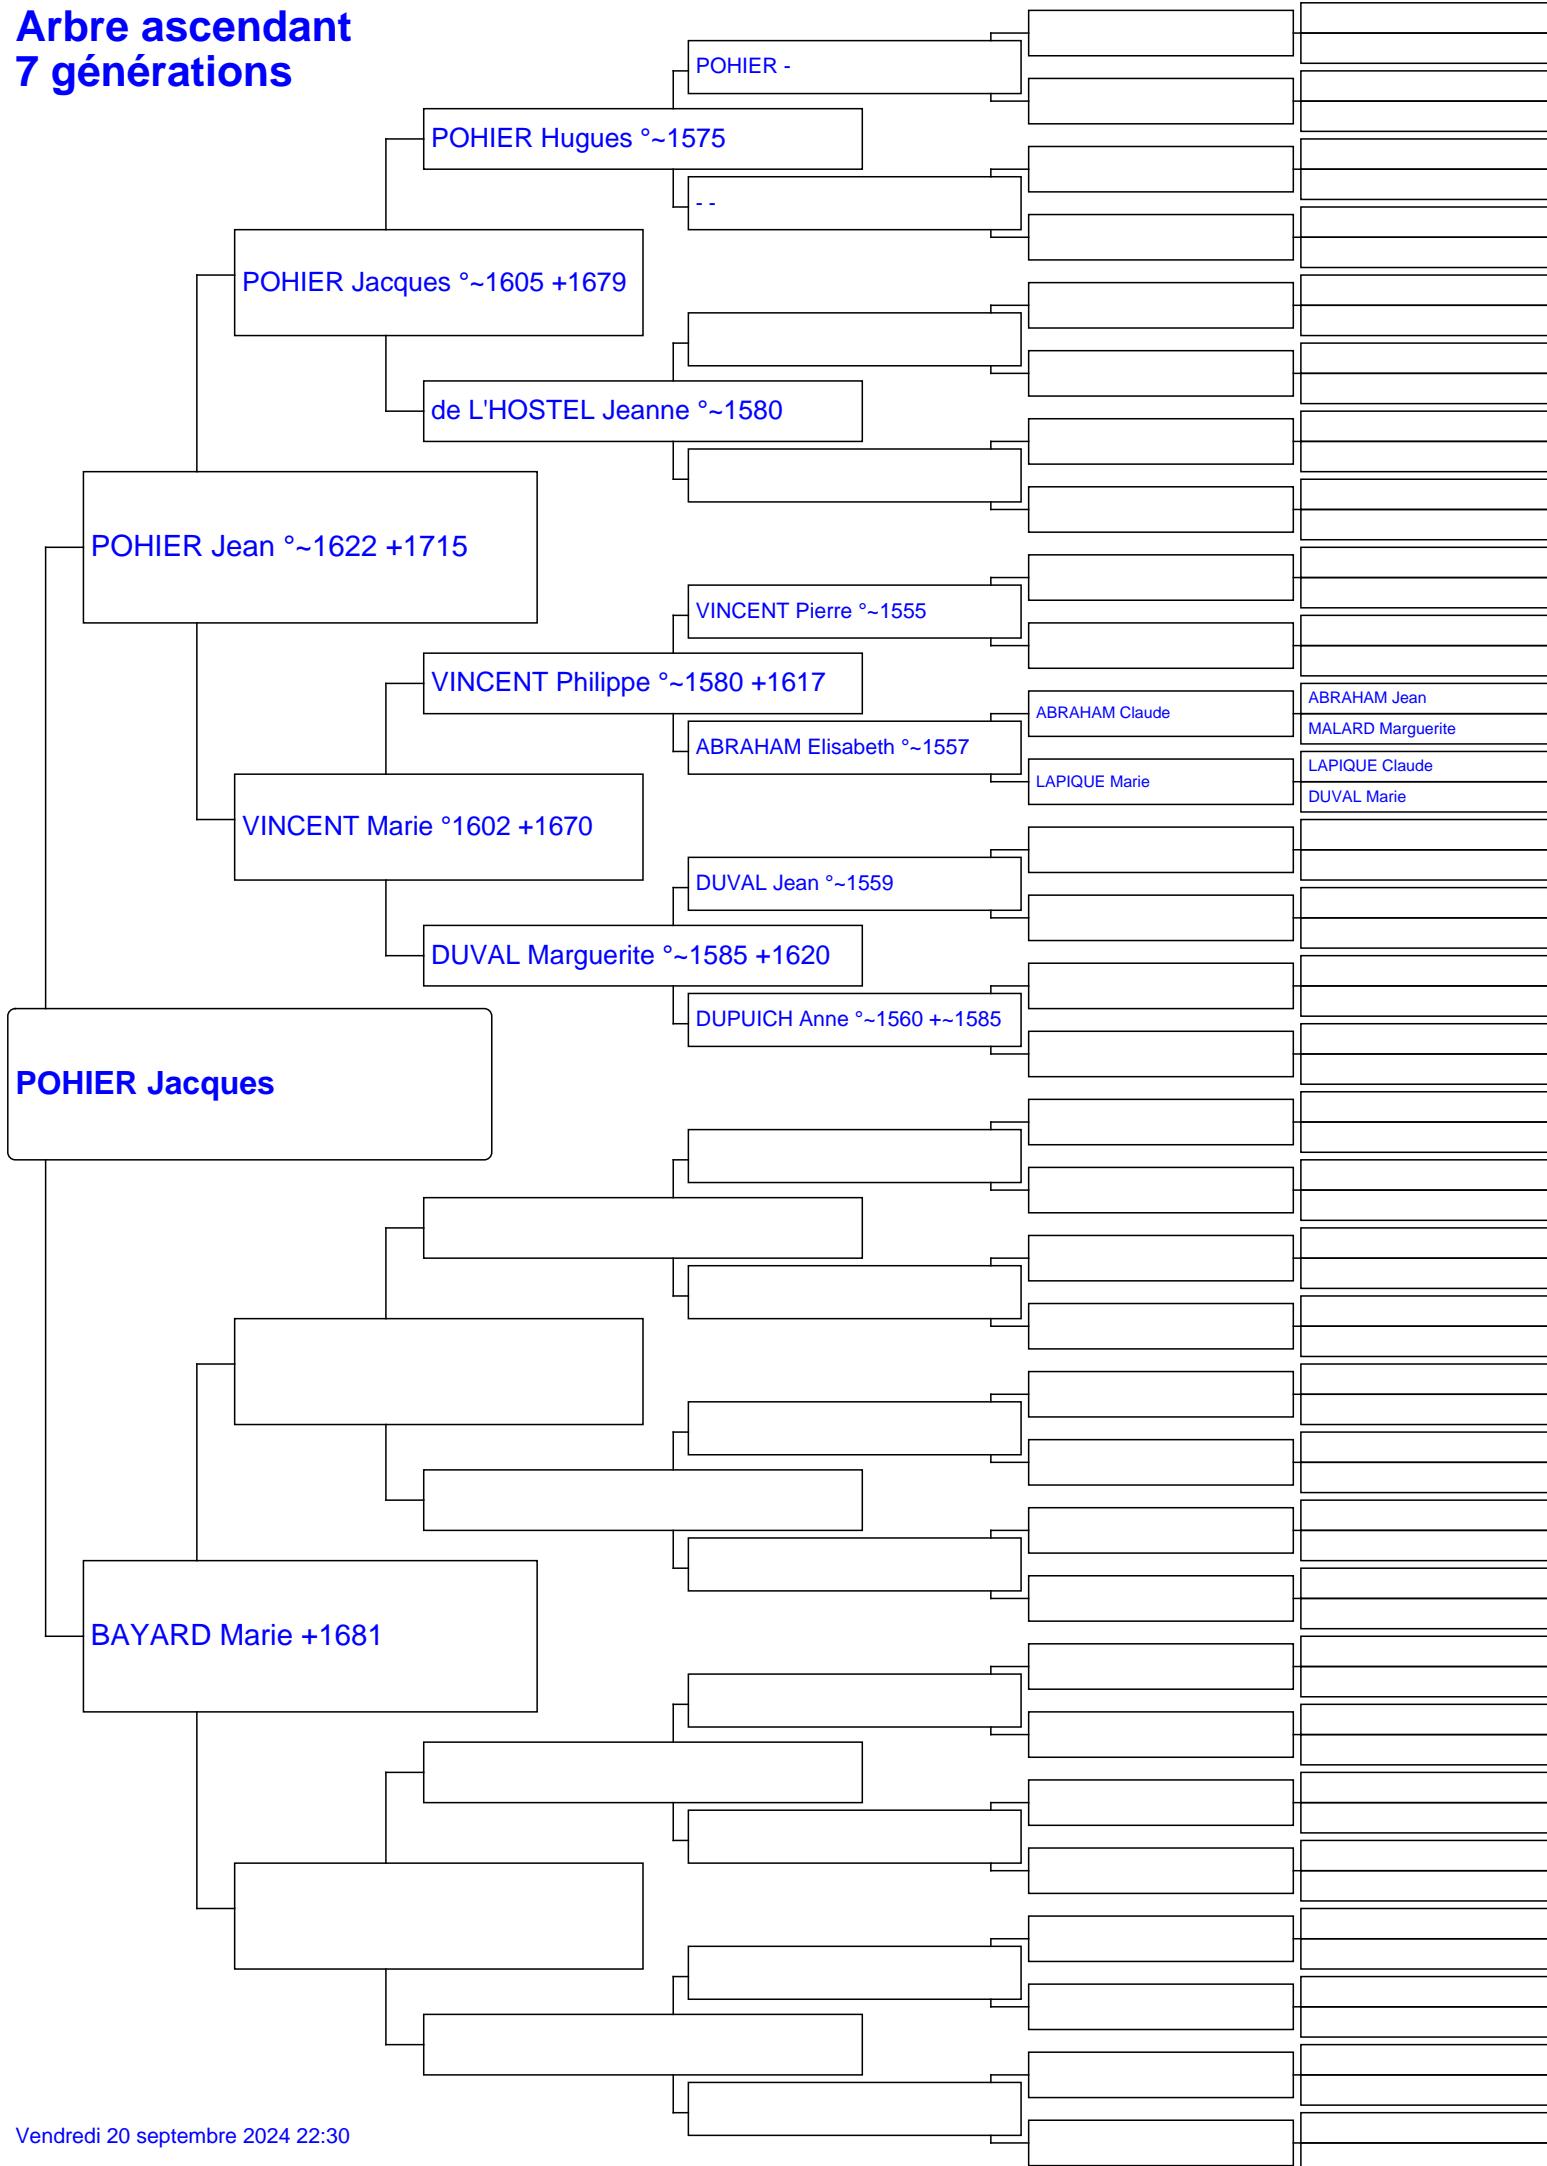 Arbre ascendant
7 générations
POHIER -
POHIER Hugues °~1575
- -
POHIER Jacques °~1605 +1679
de L'HOSTEL Jeanne °~1580
POHIER Jean °~1622 +1715
VINCENT Pierre °~1555
VINCENT Philippe °~1580 +1617
ABRAHAM Jean
ABRAHAM Claude
MALARD Marguerite
ABRAHAM Elisabeth °~1557
LAPIQUE Claude
LAPIQUE Marie
DUVAL Marie
VINCENT Marie °1602 +1670
DUVAL Jean °~1559
DUVAL Marguerite °~1585 +1620
DUPUICH Anne °~1560 +~1585
POHIER Jacques
BAYARD Marie +1681
Vendredi 20 septembre 2024 22:30